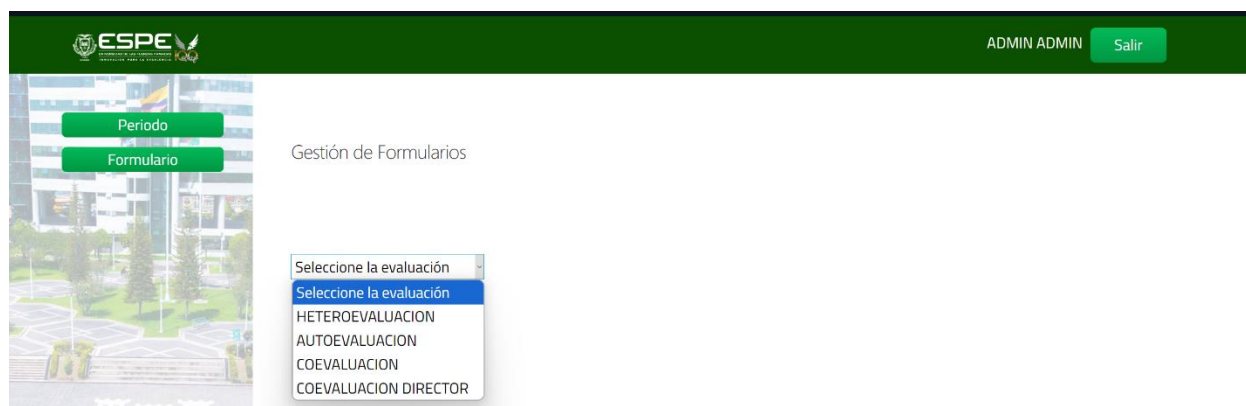 ESPE
ADMIN ADMIN
Salir
Periodo
Formulario
Gestión de Formularios
Seleccione la evaluación
Seleccione la evaluación
HETEROEVALUACION
AUTOEVALUACION
COEVALUACION
COEVALUACION DIRECTOR